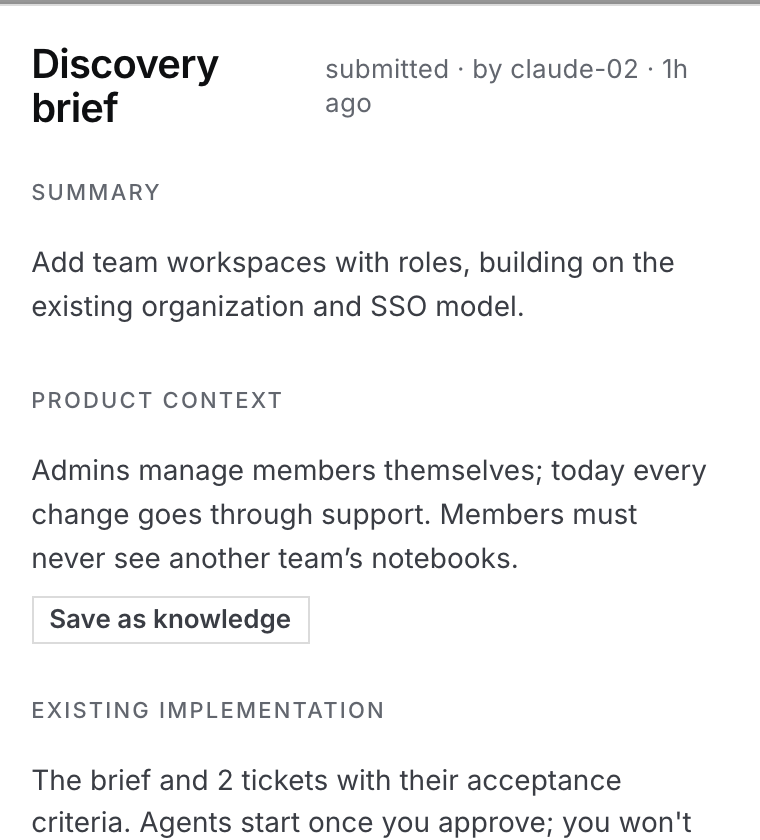 Discovery
brief
submitted · by claude-02 · 1h
ago
SUMMARY
Add team workspaces with roles, building on the
existing organization and SSO model.
PRODUCT CONTEXT
Admins manage members themselves; today every
change goes through support. Members must
never see another team’s notebooks.
Save as knowledge
EXISTING IMPLEMENTATION
The brief and 2 tickets with their acceptance
criteria. Agents start once you approve; you won't